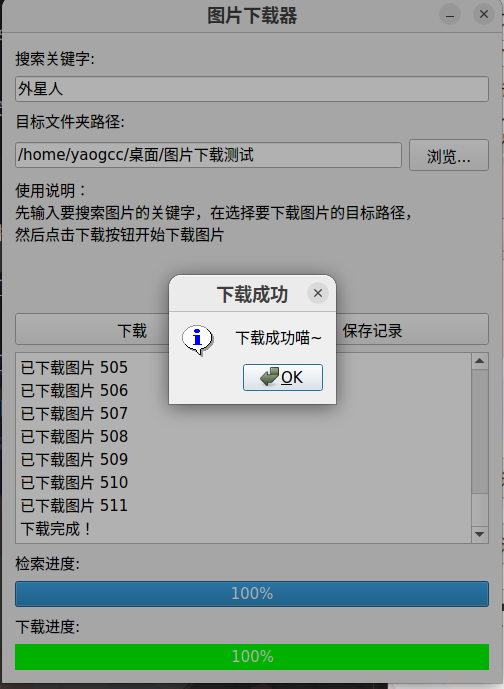 图片下载器
搜索关键字:
外星人
目标文件夹路径:
/home/yaogcc/桌面/图片下载测试
浏览...
使用说明：
先输入要搜索图片的关键字，在选择要下载图片的目标路径，
然后点击下载按钮开始下载图片
下载成功
下载成功喵~
OK
下载
保存记录
已下载图片 505
已下载图片 506
已下载图片 507
已下载图片 508
已下载图片 509
已下载图片 510
已下载图片 511
下载完成！
检索进度:
100%
下载进度:
100%